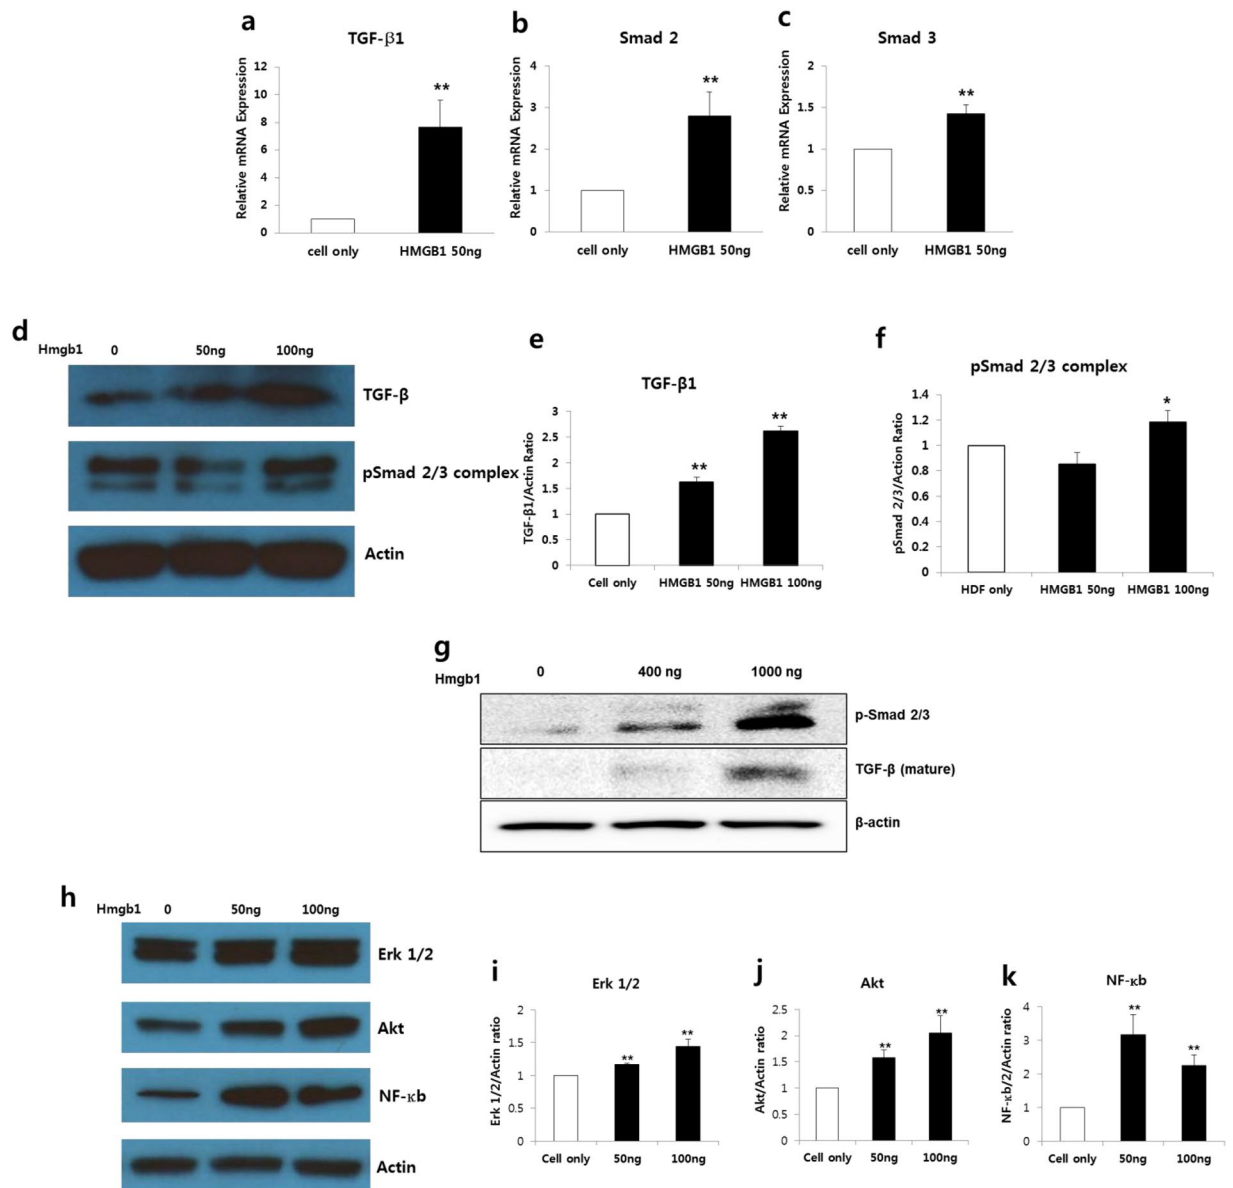 a
TGF-β1
Relative mRNA Expression
12
10
8
6
4
2
0
**
cell only
HMGB1 50ng
b
Smad 2
Relative mRNA Expression
4
3
2
1
0
**
cell only
HMGB1 50ng
c
Smad 3
Relative mRNA Expression
2
1.5
1
0.5
0
**
cell only
HMGB1 50ng
d
Hmgb1 0 50ng 100ng
TGF-β
pSmad 2/3 complex
Actin
e
TGF-β1
TGF-β1/Actin Ratio
3
2.5
2
1.5
1
0.5
0
**
**
Cell only
HMGB1 50ng
HMGB1 100ng
f
pSmad 2/3 complex
pSmad 2/3/Action Ratio
1.4
1.2
1
0.8
0.6
0.4
0.2
0
*
HDF only
HMGB1 50ng
HMGB1 100ng
g
Hmgb1 0 400 ng 1000 ng
p-Smad 2/3
TGF-β (mature)
β-actin
h
Hmgb1 0 50ng 100ng
Erk 1/2
Akt
NF-κb
Actin
i
Erk 1/2
Erk 1/2/Actin ratio
2
1.5
1
0.5
0
**
**
Cell only
50ng
100ng
j
Akt
Akt/Actin ratio
2.5
2
1.5
1
0.5
0
**
**
Cell only
50ng
100ng
k
NF-κb
NF-κb/2/Actin ratio
4
3
2
1
0
**
**
Cell only
50ng
100ng